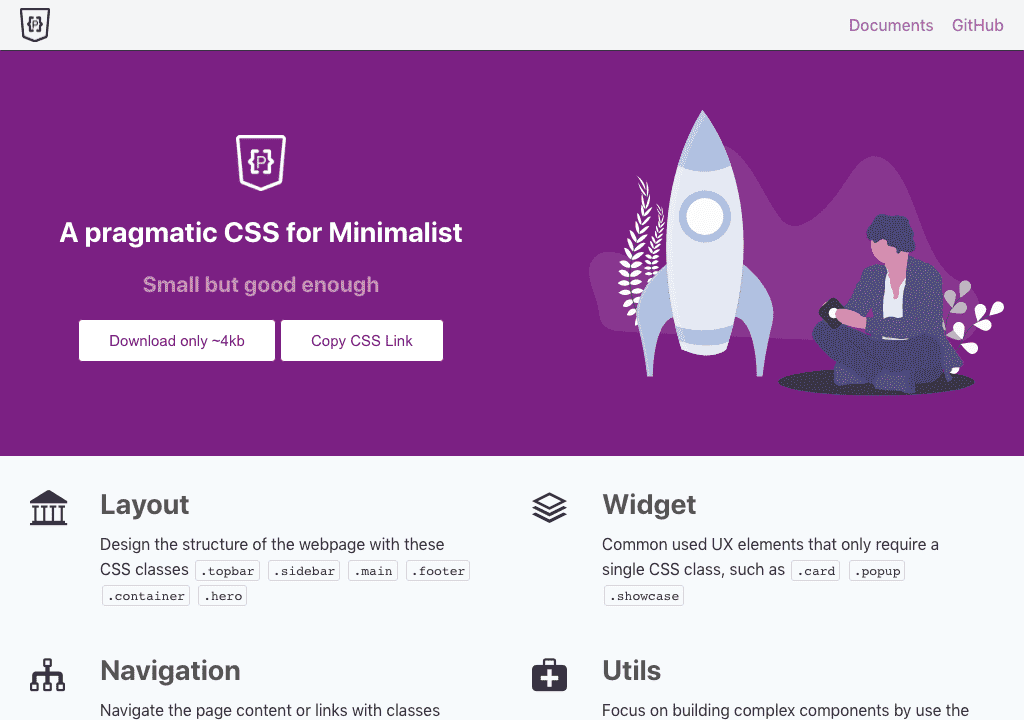 {P}
Documents GitHub
{P}
A pragmatic CSS for Minimalist
Small but good enough
Download only ~4kb
Copy CSS Link
Layout
Design the structure of the webpage with these
CSS classes .topbar .sidebar .main .footer
.container .hero
Widget
Common used UX elements that only require a
single CSS class, such as .card .popup
.showcase
Navigation
Navigate the page content or links with classes
Utils
Focus on building complex components by use the